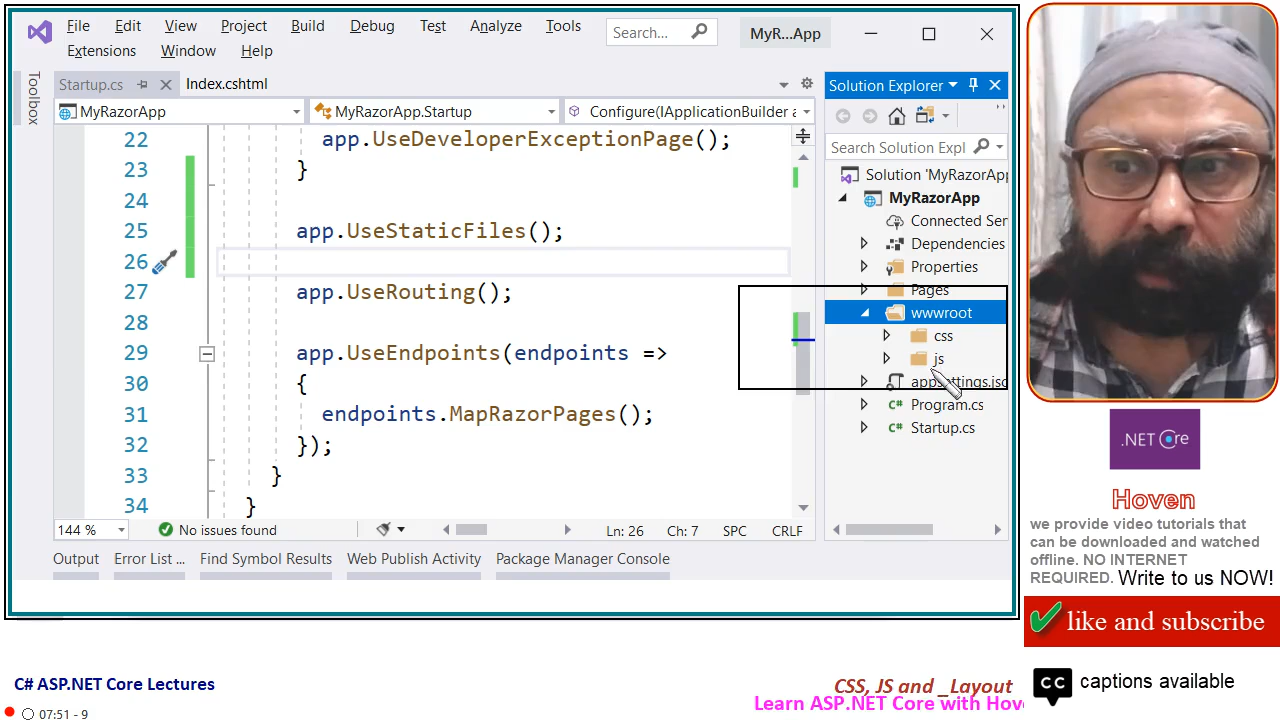 File Edit View Project Build Debug Test Analyze Tools Search... MyR...App
Extensions Window Help
Toolbox
Startup.cs Index.cshtml
MyRazorApp MyRazorApp.Startup Configure(IApplicationBuilder a
22 app.UseDeveloperExceptionPage();
23 }
24
25 app.UseStaticFiles();
26
27 app.UseRouting();
28
29 app.UseEndpoints(endpoints =>
30 {
31 endpoints.MapRazorPages();
32 });
33 }
34 }
144 % No issues found Ln: 26 Ch: 7 SPC CRLF
Output Error List ... Find Symbol Results Web Publish Activity Package Manager Console
Solution Explorer
Search Solution Expl
Solution 'MyRazorApp
MyRazorApp
Connected Ser
Dependencies
Properties
Pages
wwwroot
css
js
appsettings.jsc
C# Program.cs
C# Startup.cs
.NET Core
Hoven
we provide video tutorials that
can be downloaded and watched
offline. NO INTERNET
REQUIRED. Write to us NOW!
like and subscribe
CC captions available
C# ASP.NET Core Lectures
07:51 - 9
CSS, JS and _Layout
Learn ASP.NET Core with Hove